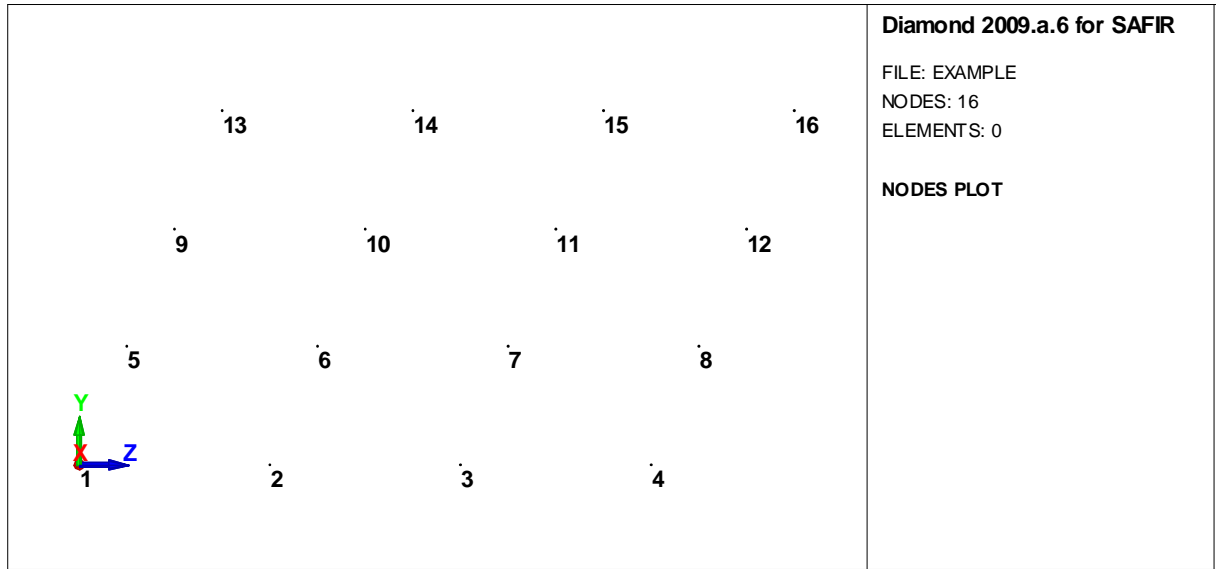 Diamond 2009.a.6 for SAFIR
FILE: EXAMPLE
NODES: 16
ELEMENTS: 0
NODES PLOT
13 14 15 16
9 10 11 12
5 6 7 8
Y
X Z
1 2 3 4